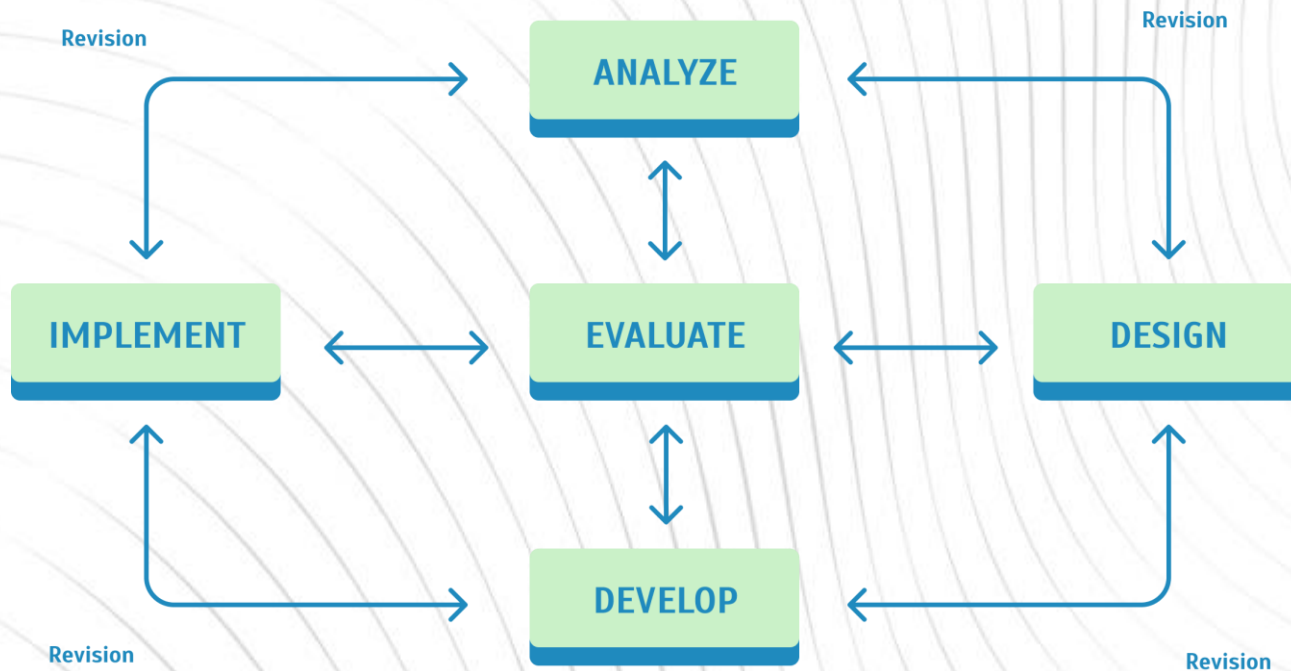 Revision
Revision
ANALYZE
IMPLEMENT
EVALUATE
DESIGN
DEVELOP
Revision
Revision